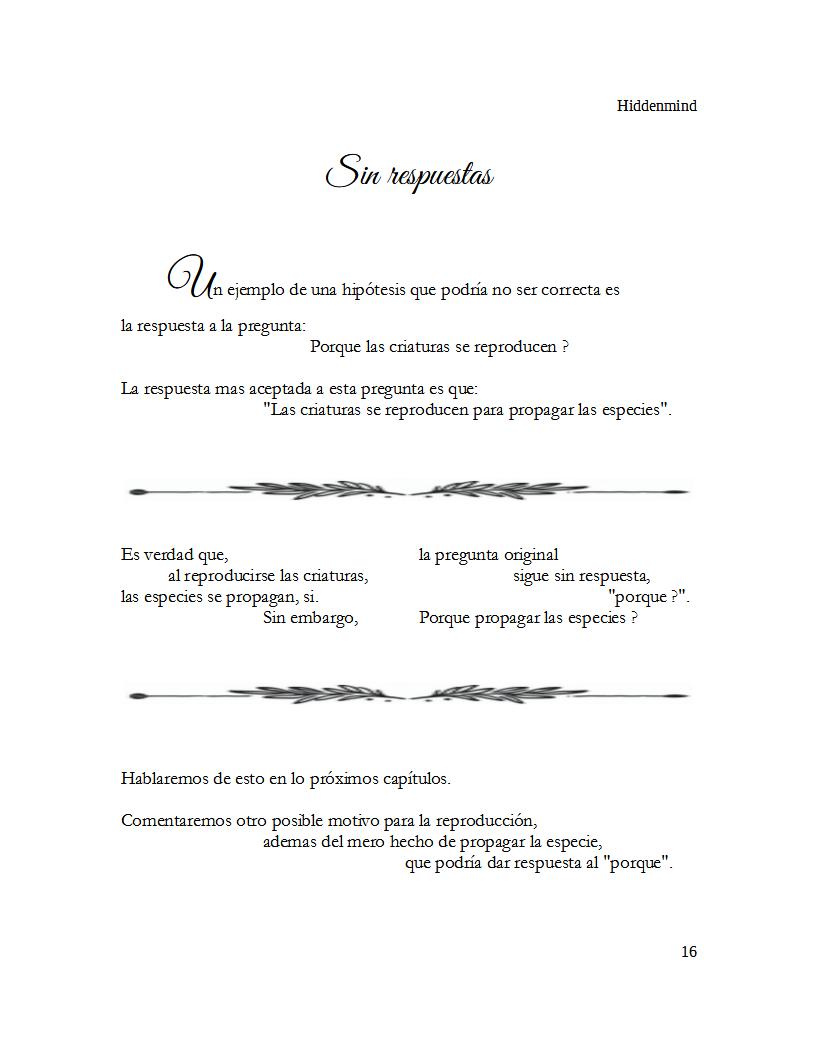 Hiddenmind
Sin respuestas
Un ejemplo de una hipótesis que podría no ser correcta es
la respuesta a la pregunta:
Porque las criaturas se reproducen ?
La respuesta mas aceptada a esta pregunta es que:
"Las criaturas se reproducen para propagar las especies".
Es verdad que,
al reproducirse las criaturas,
las especies se propagan, si.
Sin embargo,
la pregunta original
sigue sin respuesta,
"porque ?".
Porque propagar las especies ?
Hablaremos de esto en lo próximos capítulos.
Comentaremos otro posible motivo para la reproducción,
ademas del mero hecho de propagar la especie,
que podría dar respuesta al "porque".
16